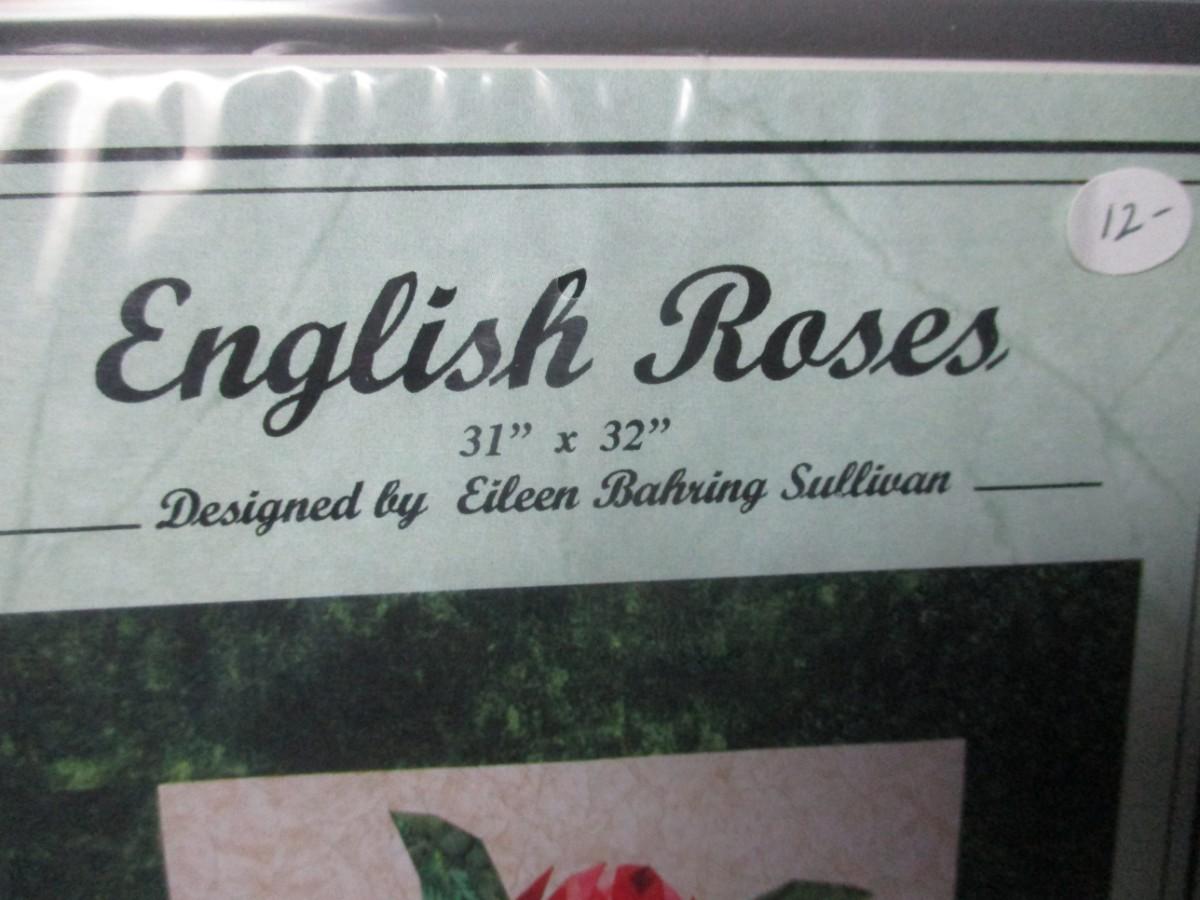 12-
English Roses
31” x 32”
Designed by Eileen Bahring Sullivan